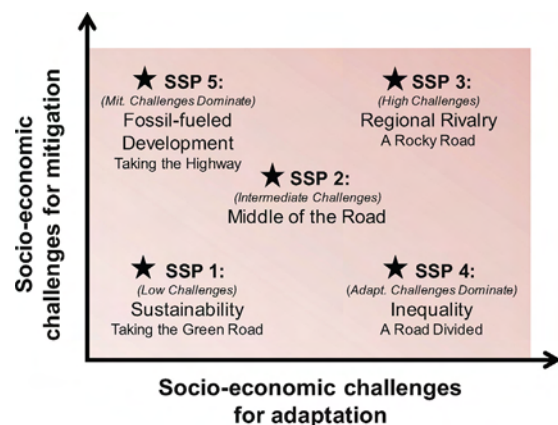 Socio-economic
challenges for mitigation
SSP 5:
(Mit. Challenges Dominate)
Fossil-fueled
Development
Taking the Highway
SSP 3:
(High Challenges)
Regional Rivalry
A Rocky Road
SSP 2:
(Intermediate Challenges)
Middle of the Road
SSP 1:
(Low Challenges)
Sustainability
Taking the Green Road
SSP 4:
(Adapt. Challenges Dominate)
Inequality
A Road Divided
Socio-economic challenges
for adaptation